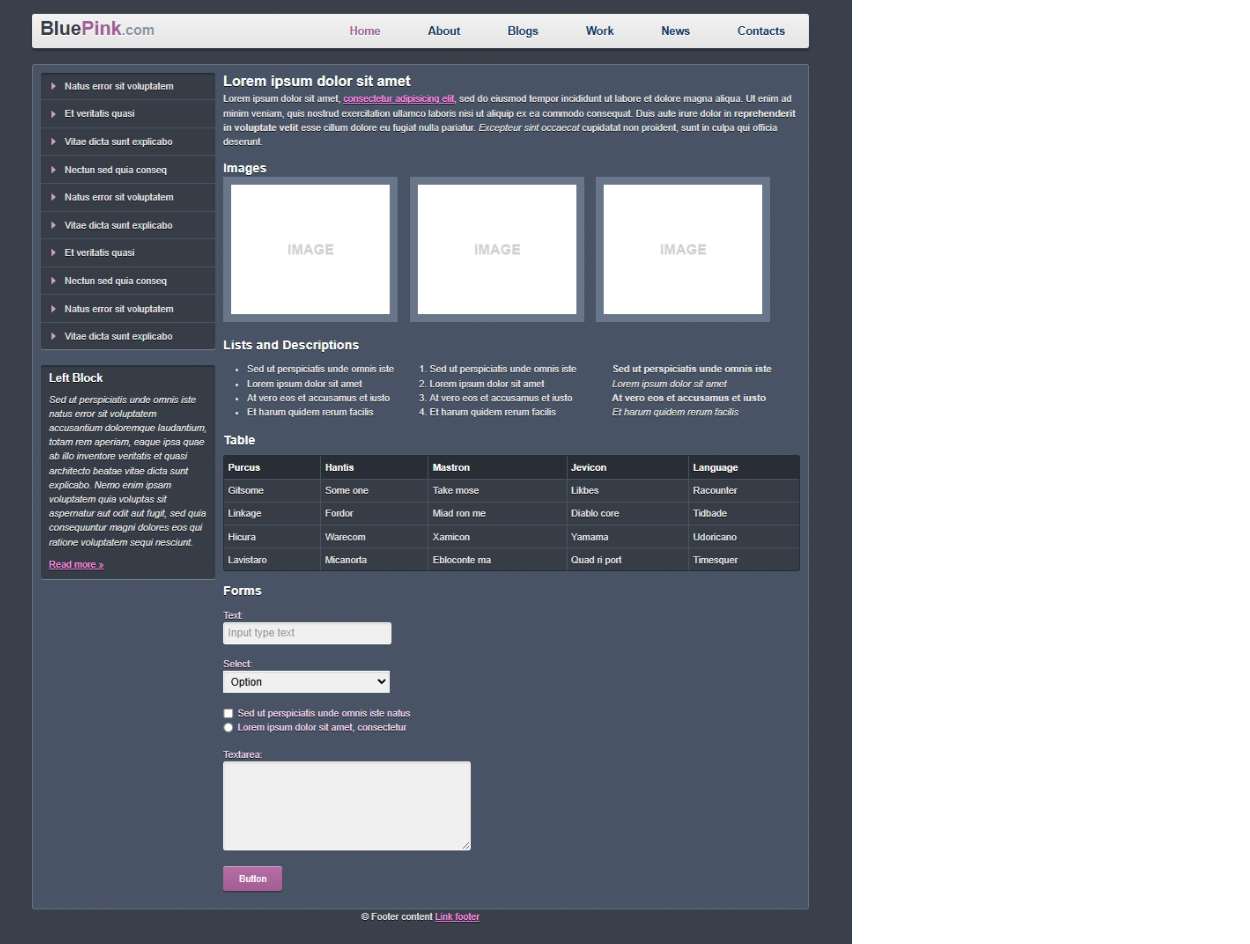 BluePink.com
Home About Blogs Work News Contacts
Natus error sit voluptatem
Et veritatis quasi
Vitae dicta sunt explicabo
Nectun sed quia conseq
Natus error sit voluptatem
Vitae dicta sunt explicabo
Et veritatis quasi
Nectun sed quia conseq
Natus error sit voluptatem
Vitae dicta sunt explicabo
Left Block
Sed ut perspiciatis unde omnis iste
natus error sit voluptatem
accusantium doloremque laudantium,
totam rem aperiam, eaque ipsa quae
ab illo inventore veritatis et quasi
architecto beatae vitae dicta sunt
explicabo. Nemo enim ipsam
voluptatem quia voluptas sit
aspernatur aut odit aut fugit, sed quia
consequuntur magni dolores eos qui
ratione voluptatem sequi nesciunt.
Read more »
Lorem ipsum dolor sit amet
Lorem ipsum dolor sit amet, consectetur adipisicing elit, sed do eiusmod tempor incididunt ut labore et dolore magna aliqua. Ut enim ad
minim veniam, quis nostrud exercitation ullamco laboris nisi ut aliquip ex ea commodo consequat. Duis aute irure dolor in reprehenderit
in voluptate velit esse cillum dolore eu fugiat nulla pariatur. Excepteur sint occaecat cupidatat non proident, sunt in culpa qui officia
deserunt.
Images
IMAGE IMAGE IMAGE
Lists and Descriptions
• Sed ut perspiciatis unde omnis iste
• Lorem ipsum dolor sit amet
• At vero eos et accusamus et iusto
• Et harum quidem rerum facilis
1. Sed ut perspiciatis unde omnis iste
2. Lorem ipsum dolor sit amet
3. At vero eos et accusamus et iusto
4. Et harum quidem rerum facilis
Sed ut perspiciatis unde omnis iste
Lorem ipsum dolor sit amet
At vero eos et accusamus et iusto
Et harum quidem rerum facilis
Table
Purcus Hantis Mastron Jevicon Language
Gitsome Some one Take mose Likbes Racounter
Linkage Fordor Miad ron me Diablo core Tidbade
Hicura Warecom Xamicon Yamama Udoricano
Lavistaro Micanorta Ebloconte ma Quad ri port Timesquer
Forms
Text:
Input type text
Select:
Option
Sed ut perspiciatis unde omnis iste natus
Lorem ipsum dolor sit amet, consectetur
Textarea:
Button
© Footer content Link footer